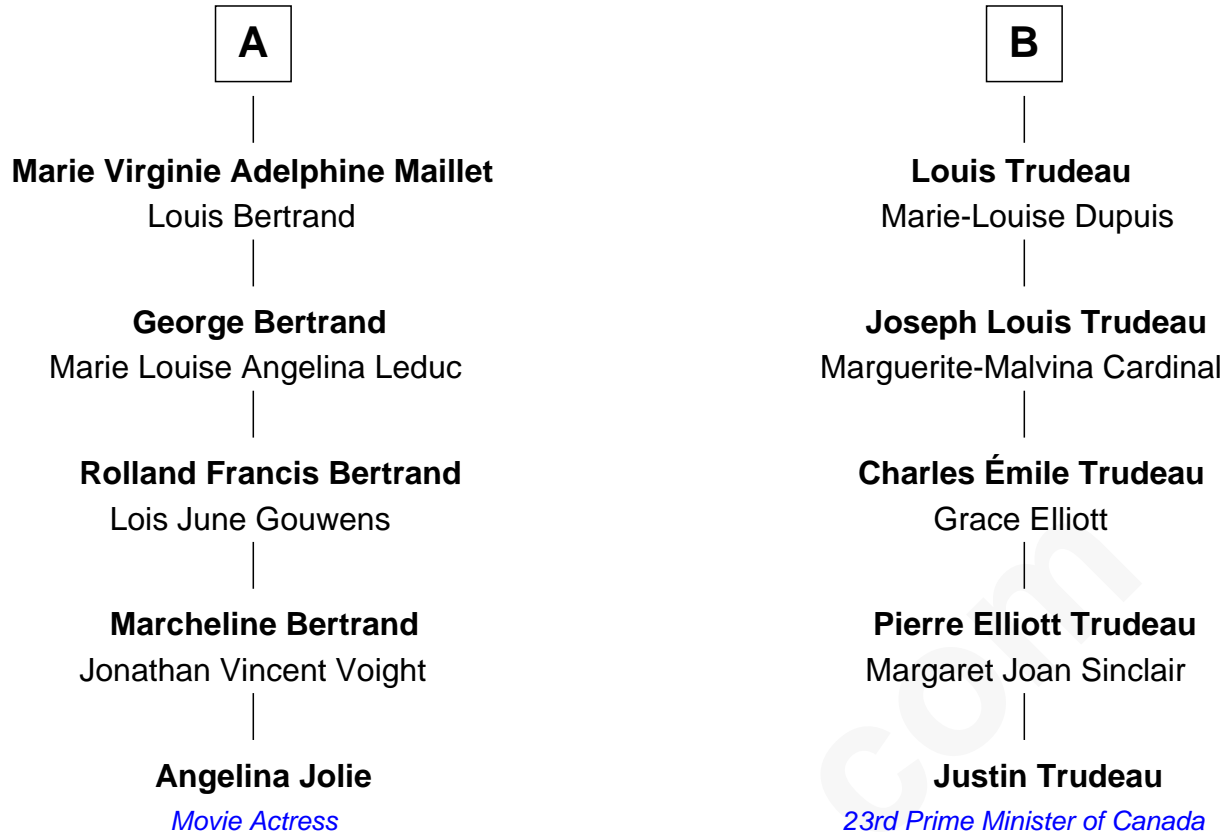 A
Marie Virginie Adelphine Maillet
Louis Bertrand
George Bertrand
Marie Louise Angelina Leduc
Rolland Francis Bertrand
Lois June Gouwens
Marcheline Bertrand
Jonathan Vincent Voight
Angelina Jolie
Movie Actress
B
Louis Trudeau
Marie-Louise Dupuis
Joseph Louis Trudeau
Marguerite-Malvina Cardinal
Charles Émile Trudeau
Grace Elliott
Pierre Elliott Trudeau
Margaret Joan Sinclair
Justin Trudeau
23rd Prime Minister of Canada
com